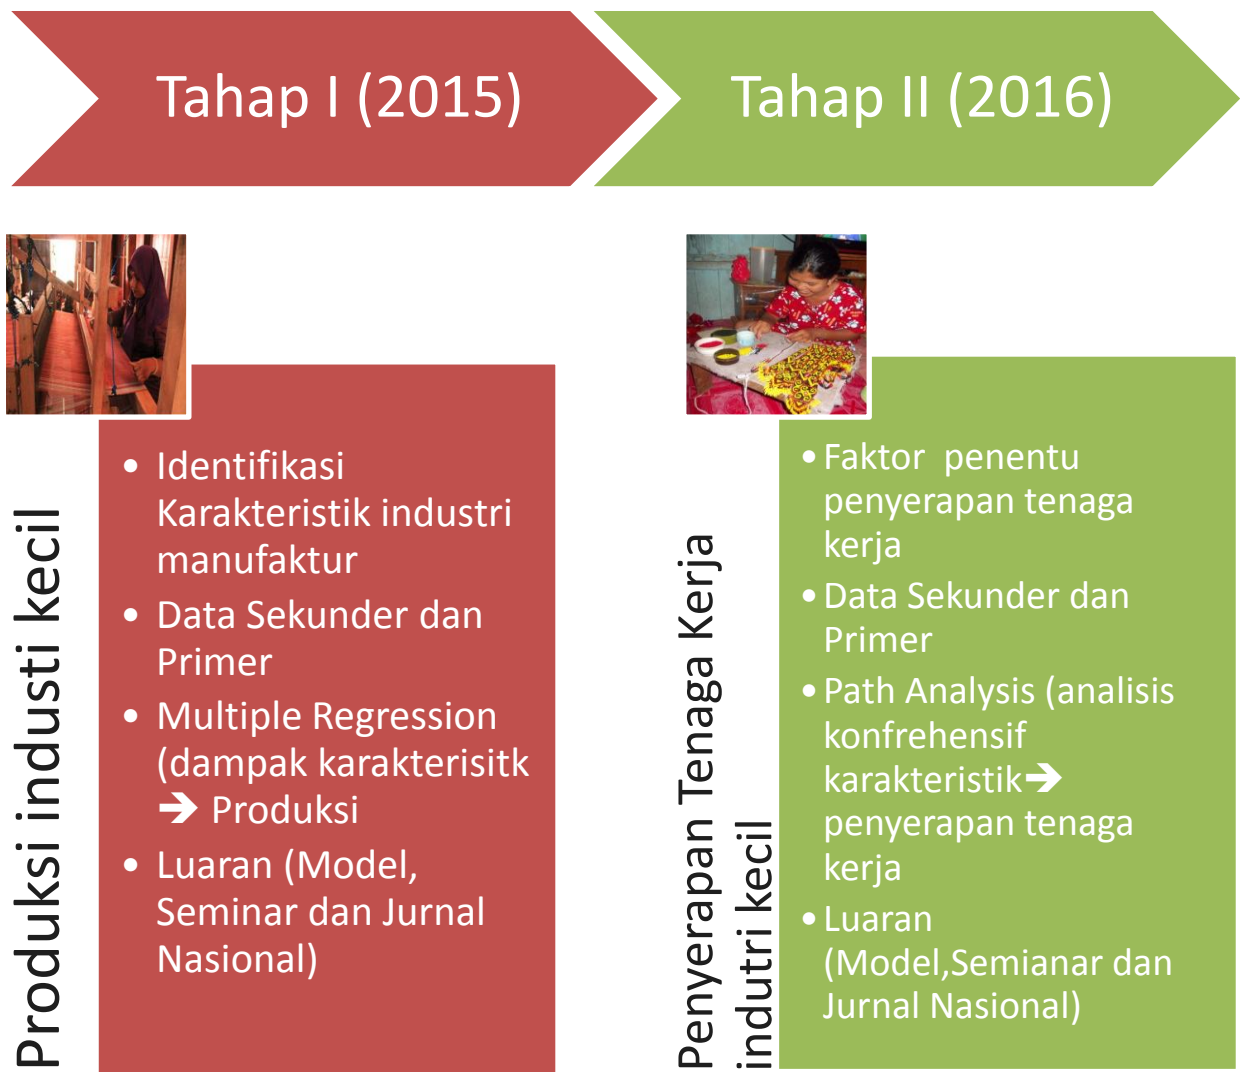 Tahap I (2015)
Tahap II (2016)
Produksi industi kecil
• Identifikasi
Karakteristik industri
manufaktur
• Data Sekunder dan
Primer
• Multiple Regression
(dampak karakterisitk
➔ Produksi
• Luaran (Model,
Seminar dan Jurnal
Nasional)
Penyerapan Tenaga Kerja
indutri kecil
• Faktor penentu
penyerapan tenaga
kerja
• Data Sekunder dan
Primer
• Path Analysis (analisis
konfrehensif
karakteristik➔
penyerapan tenaga
kerja
• Luaran
(Model,Semianar dan
Jurnal Nasional)